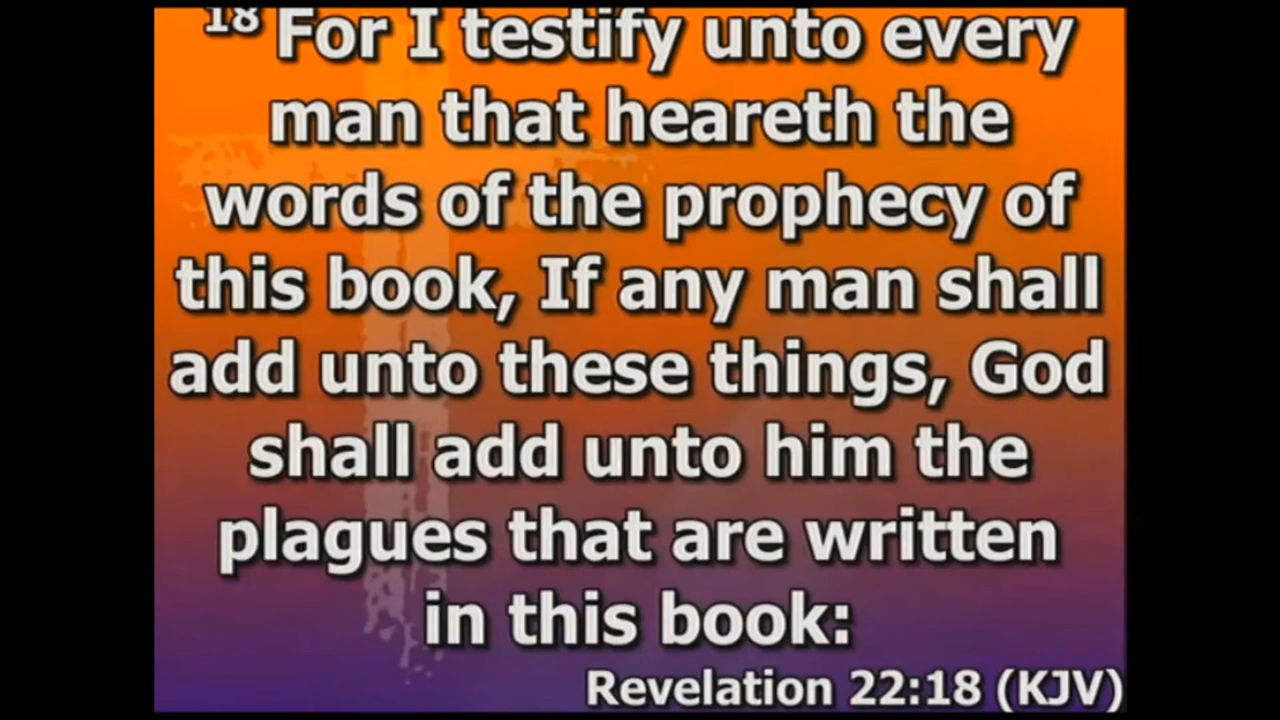 18 For I testify unto every
man that heareth the
words of the prophecy of
this book, If any man shall
add unto these things, God
shall add unto him the
plagues that are written
in this book:
Revelation 22:18 (KJV)